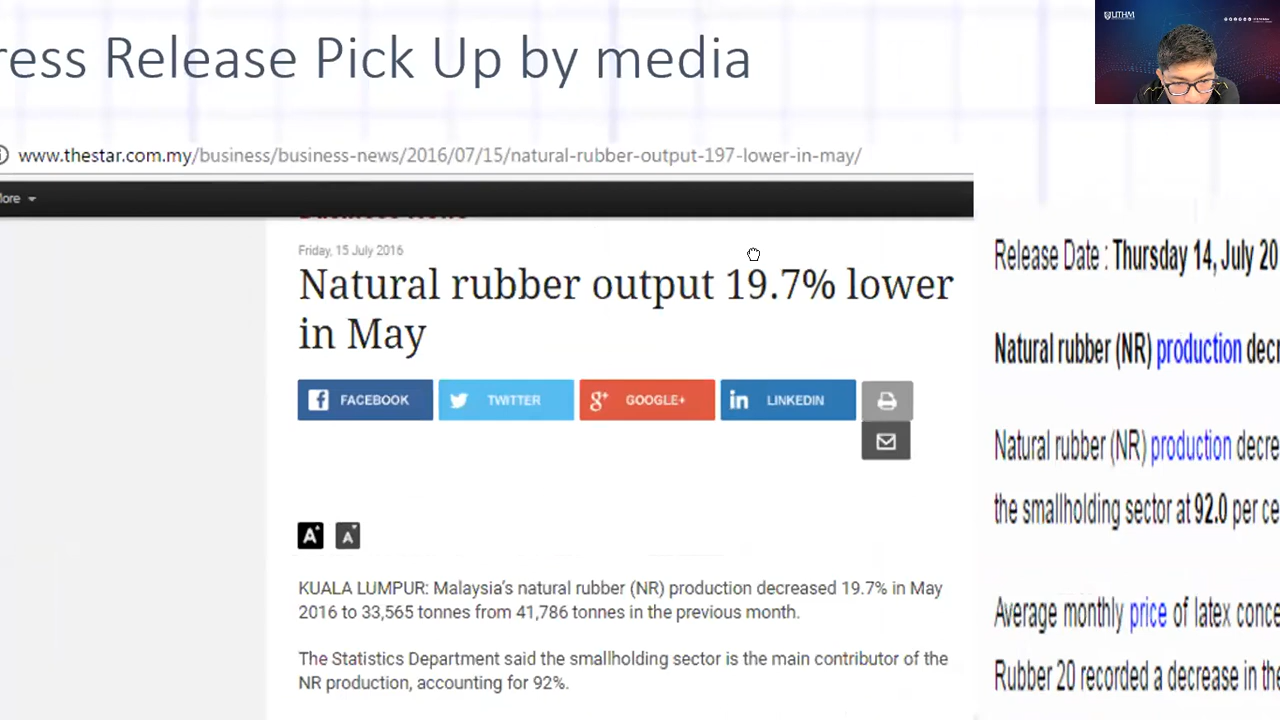 ress Release Pick Up by media
UTHM
www.thestar.com.my/business/business-news/2016/07/15/natural-rubber-output-197-lower-in-may/
More
Friday, 15 July 2016
Natural rubber output 19.7% lower
in May
FACEBOOK
TWITTER
GOOGLE+
LINKEDIN
A
A
KUALA LUMPUR: Malaysia's natural rubber (NR) production decreased 19.7% in May
2016 to 33,565 tonnes from 41,786 tonnes in the previous month.
The Statistics Department said the smallholding sector is the main contributor of the
NR production, accounting for 92%.
Release Date : Thursday 14, July 20
Natural rubber (NR) production decr
Natural rubber (NR) production decre
the smallholding sector at 92.0 per ce
Average monthly price of latex conce
Rubber 20 recorded a decrease in the